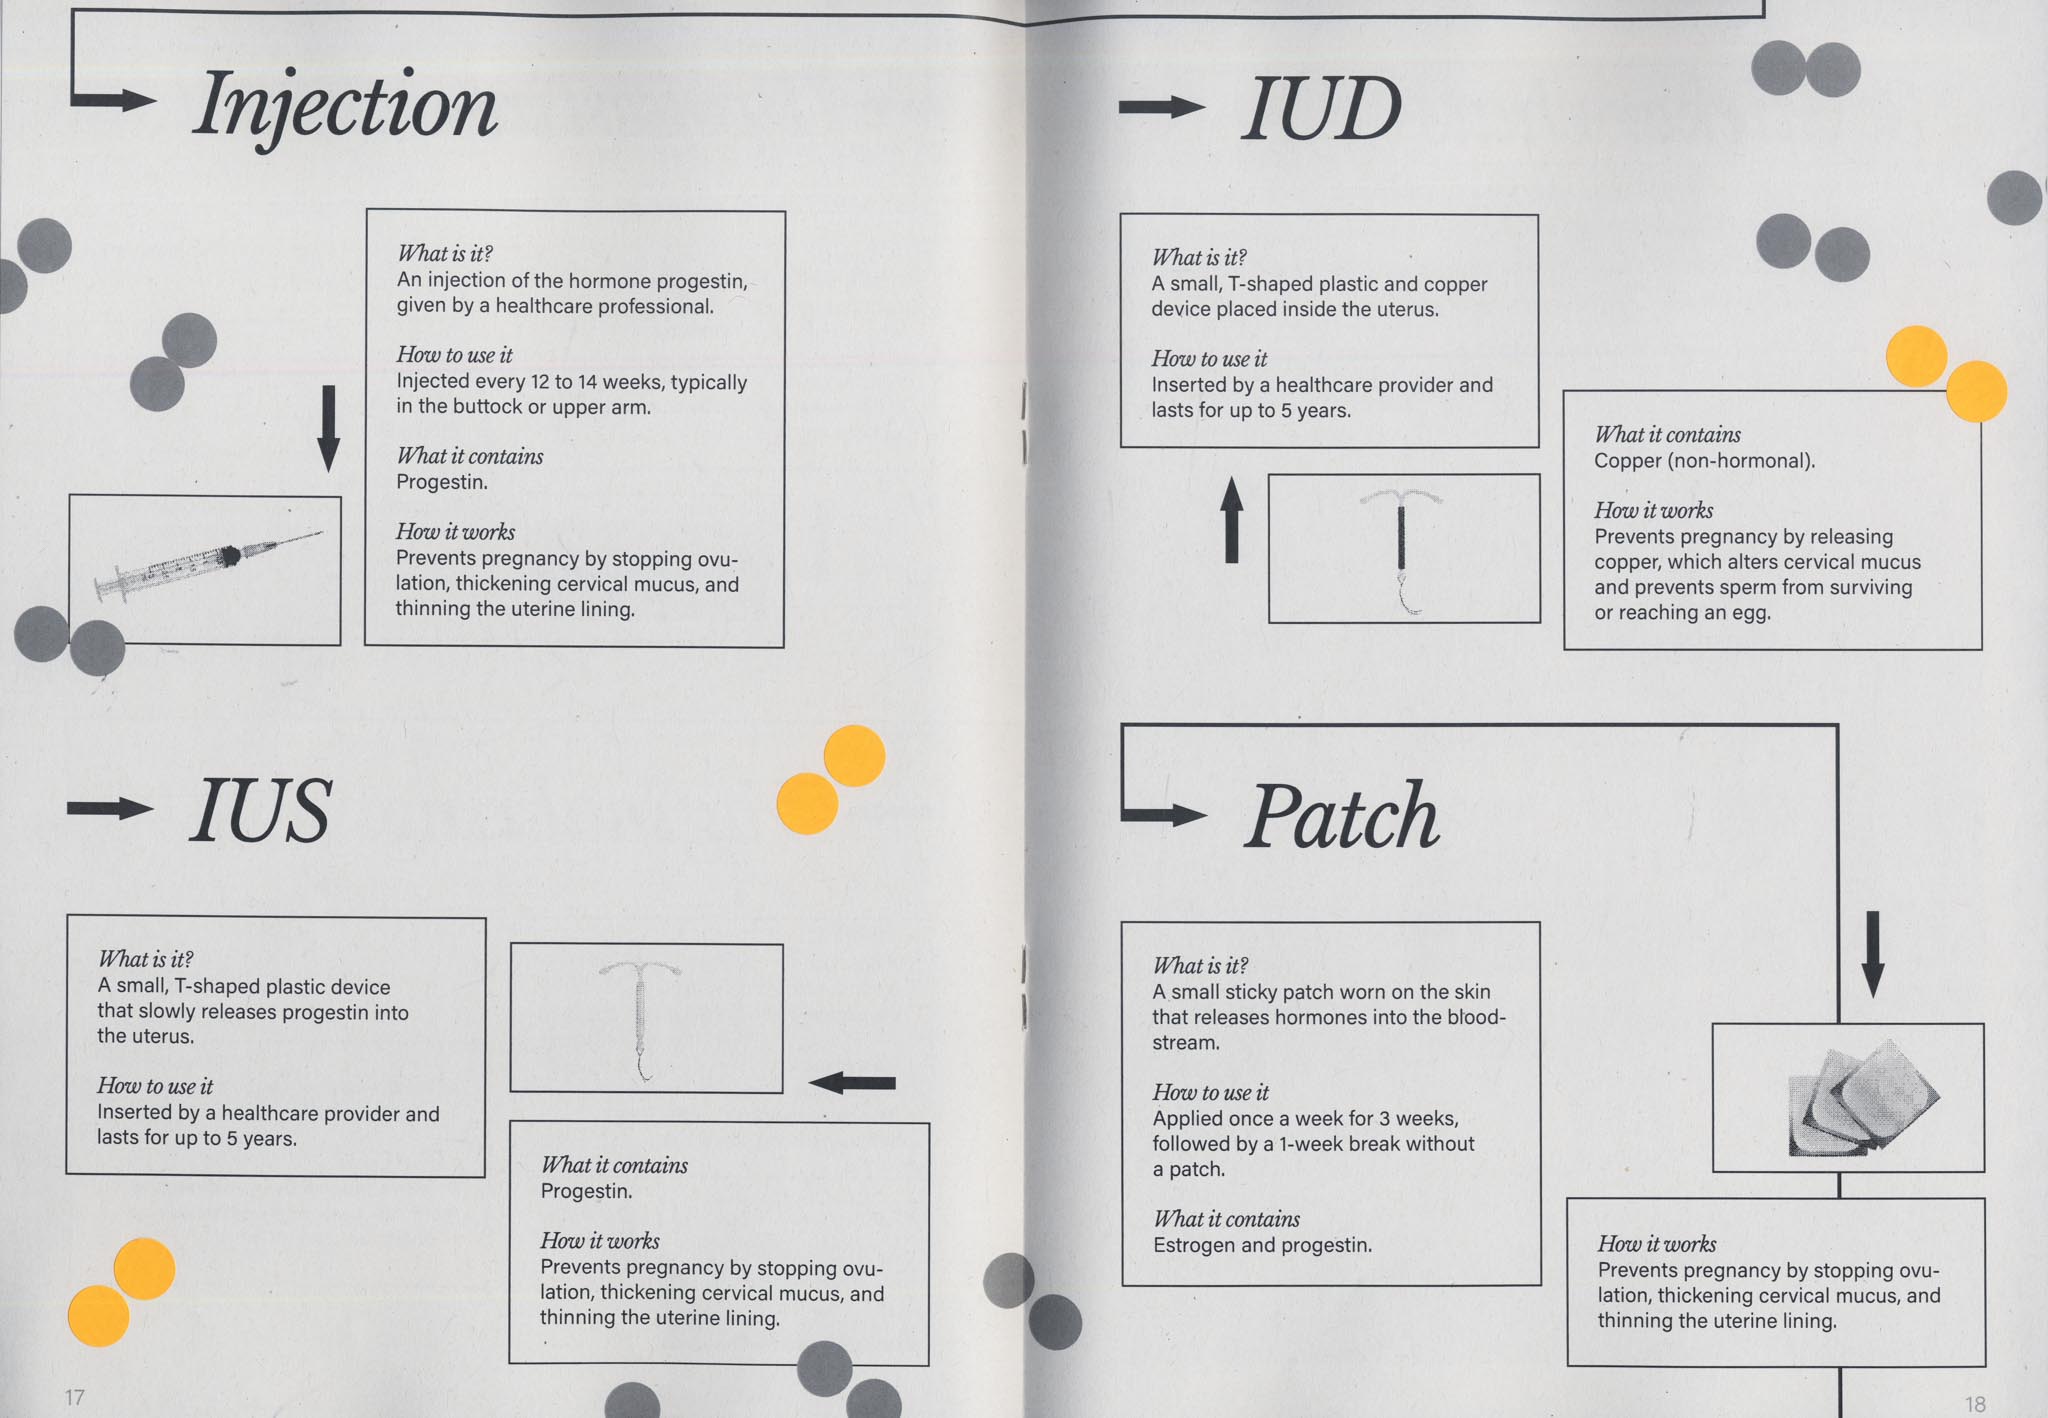 Injection
What is it?
An injection of the hormone progestin,
given by a healthcare professional.
How to use it
Injected every 12 to 14 weeks, typically
in the buttock or upper arm.
What it contains
Progestin.
How it works
Prevents pregnancy by stopping ovu-
lation, thickening cervical mucus, and
thinning the uterine lining.
IUS
What is it?
A small, T-shaped plastic device
that slowly releases progestin into
the uterus.
How to use it
Inserted by a healthcare provider and
lasts for up to 5 years.
What it contains
Progestin.
How it works
Prevents pregnancy by stopping ovu-
lation, thickening cervical mucus, and
thinning the uterine lining.
17
IUD
What is it?
A small, T-shaped plastic and copper
device placed inside the uterus.
How to use it
Inserted by a healthcare provider and
lasts for up to 5 years.
What it contains
Copper (non-hormonal).
How it works
Prevents pregnancy by releasing
copper, which alters cervical mucus
and prevents sperm from surviving
or reaching an egg.
Patch
What is it?
A small sticky patch worn on the skin
that releases hormones into the blood-
stream.
How to use it
Applied once a week for 3 weeks,
followed by a 1-week break without
a patch.
What it contains
Estrogen and progestin.
How it works
Prevents pregnancy by stopping ovu-
lation, thickening cervical mucus, and
thinning the uterine lining.
18